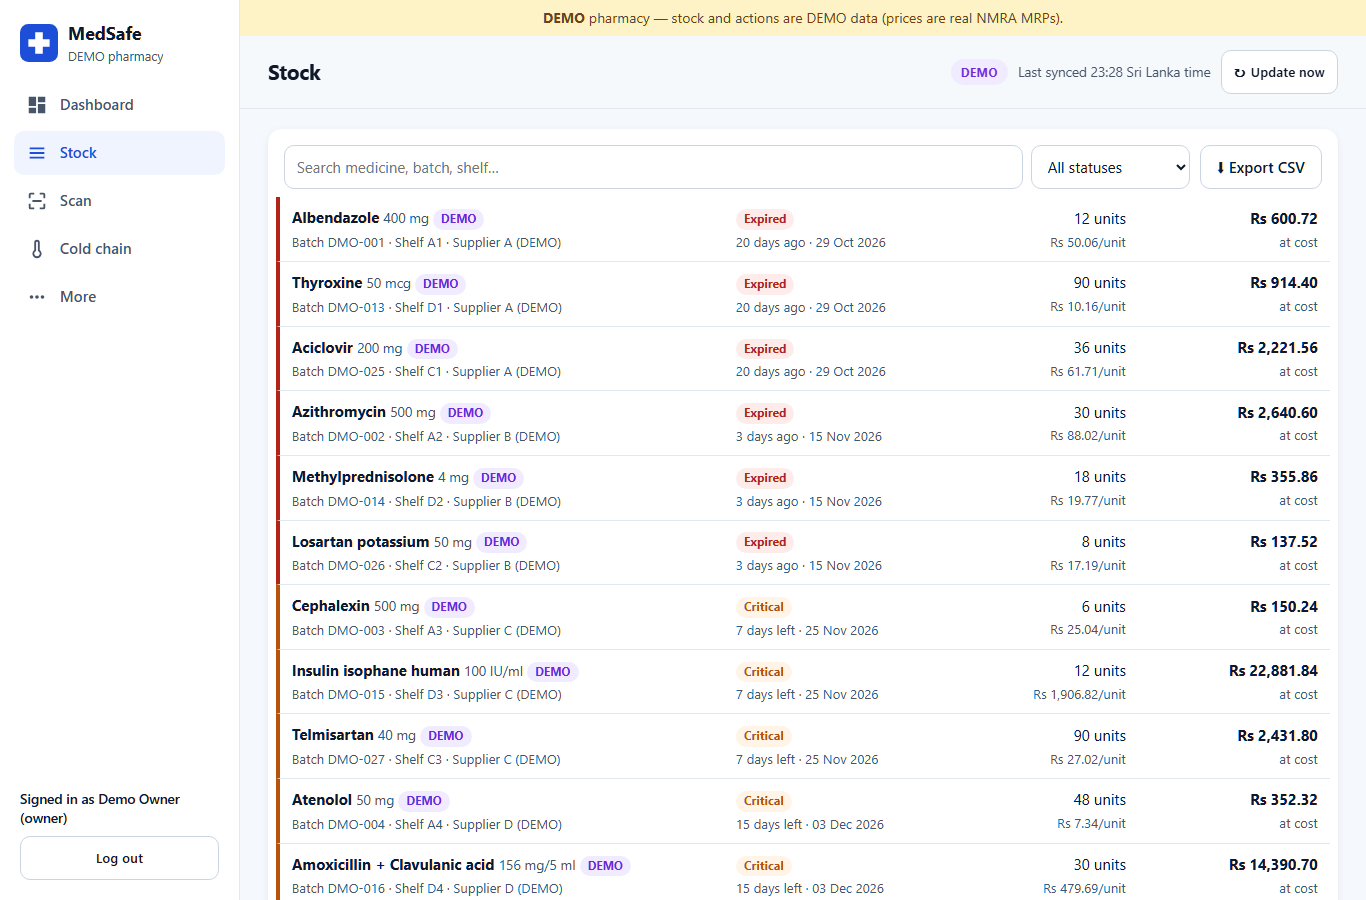 MedSafe
DEMO pharmacy
Dashboard
Stock
Scan
Cold chain
More
Signed in as Demo Owner
(owner)
Log out
DEMO pharmacy — stock and actions are DEMO data (prices are real NMRA MRPs).
Stock
DEMO Last synced 23:28 Sri Lanka time ↻ Update now
Search medicine, batch, shelf... All statuses ⬇ Export CSV
Albendazole 400 mg DEMO Expired 12 units Rs 600.72
Batch DMO-001 · Shelf A1 · Supplier A (DEMO) 20 days ago · 29 Oct 2026 Rs 50.06/unit at cost
Thyroxine 50 mcg DEMO Expired 90 units Rs 914.40
Batch DMO-013 · Shelf D1 · Supplier A (DEMO) 20 days ago · 29 Oct 2026 Rs 10.16/unit at cost
Aciclovir 200 mg DEMO Expired 36 units Rs 2,221.56
Batch DMO-025 · Shelf C1 · Supplier A (DEMO) 20 days ago · 29 Oct 2026 Rs 61.71/unit at cost
Azithromycin 500 mg DEMO Expired 30 units Rs 2,640.60
Batch DMO-002 · Shelf A2 · Supplier B (DEMO) 3 days ago · 15 Nov 2026 Rs 88.02/unit at cost
Methylprednisolone 4 mg DEMO Expired 18 units Rs 355.86
Batch DMO-014 · Shelf D2 · Supplier B (DEMO) 3 days ago · 15 Nov 2026 Rs 19.77/unit at cost
Losartan potassium 50 mg DEMO Expired 8 units Rs 137.52
Batch DMO-026 · Shelf C2 · Supplier B (DEMO) 3 days ago · 15 Nov 2026 Rs 17.19/unit at cost
Cephalexin 500 mg DEMO Critical 6 units Rs 150.24
Batch DMO-003 · Shelf A3 · Supplier C (DEMO) 7 days left · 25 Nov 2026 Rs 25.04/unit at cost
Insulin isophane human 100 IU/ml DEMO Critical 12 units Rs 22,881.84
Batch DMO-015 · Shelf D3 · Supplier C (DEMO) 7 days left · 25 Nov 2026 Rs 1,906.82/unit at cost
Telmisartan 40 mg DEMO Critical 90 units Rs 2,431.80
Batch DMO-027 · Shelf C3 · Supplier C (DEMO) 7 days left · 25 Nov 2026 Rs 27.02/unit at cost
Atenolol 50 mg DEMO Critical 48 units Rs 352.32
Batch DMO-004 · Shelf A4 · Supplier D (DEMO) 15 days left · 03 Dec 2026 Rs 7.34/unit at cost
Amoxicillin + Clavulanic acid 156 mg/5 ml DEMO Critical 30 units Rs 14,390.70
Batch DMO-016 · Shelf D4 · Supplier D (DEMO) 15 days left · 03 Dec 2026 Rs 479.69/unit at cost